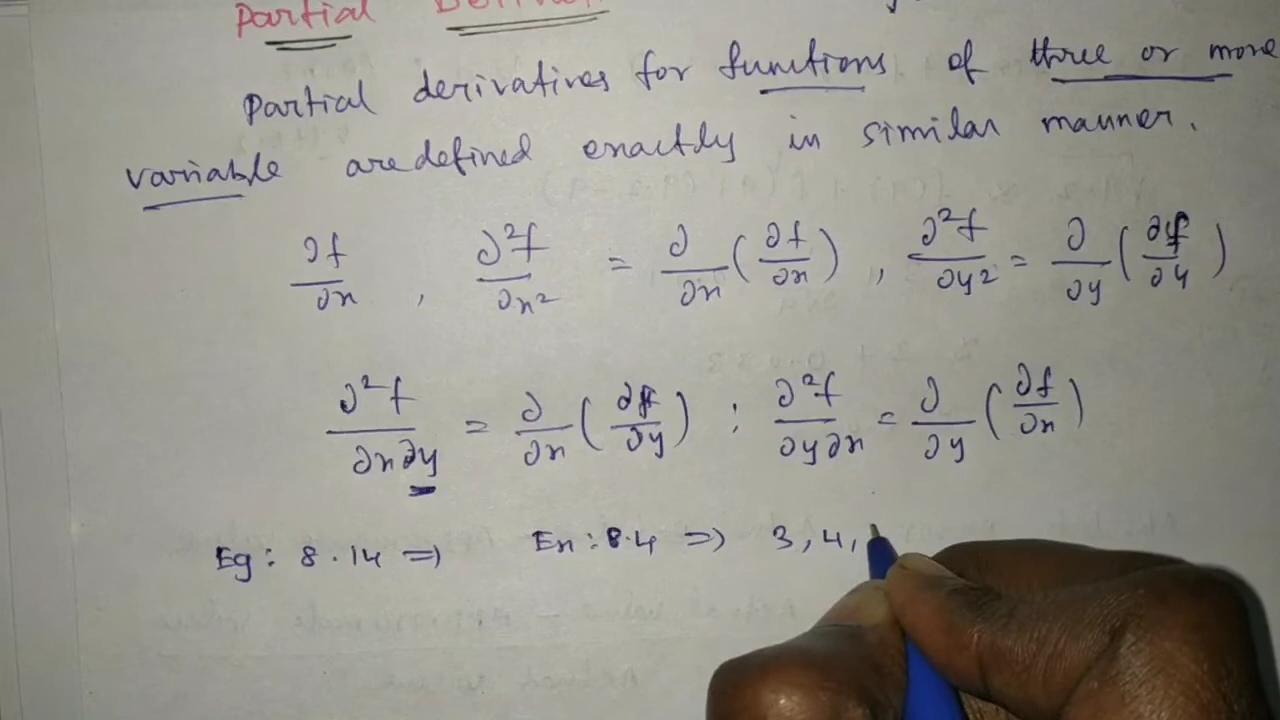 Partial
Partial derivatives for functions of three or more
variable are defined exactly in similar manner.
∂f/∂x , ∂²f/∂x² = ∂/∂x (∂f/∂x) , ∂²f/∂y² = ∂/∂y (∂f/∂y)
∂²f/∂x∂y = ∂/∂x (∂f/∂y) ; ∂²f/∂y∂x = ∂/∂y (∂f/∂x)
Eg : 8.14 => Ex : 8.4 => 3, 4,